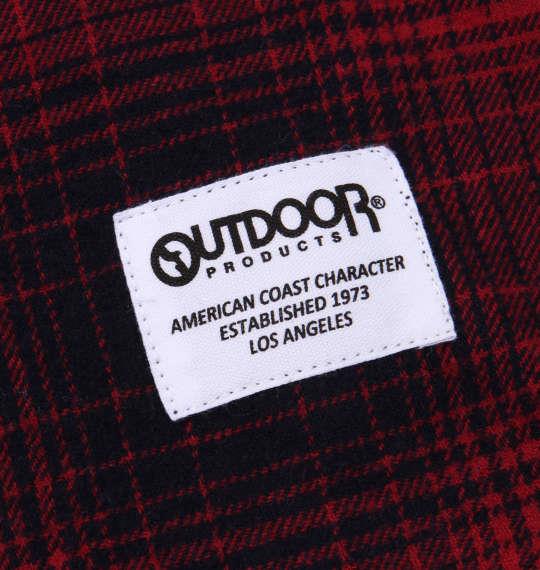 OUTDOOR®
PRODUCTS
AMERICAN COAST CHARACTER
ESTABLISHED 1973
LOS ANGELES